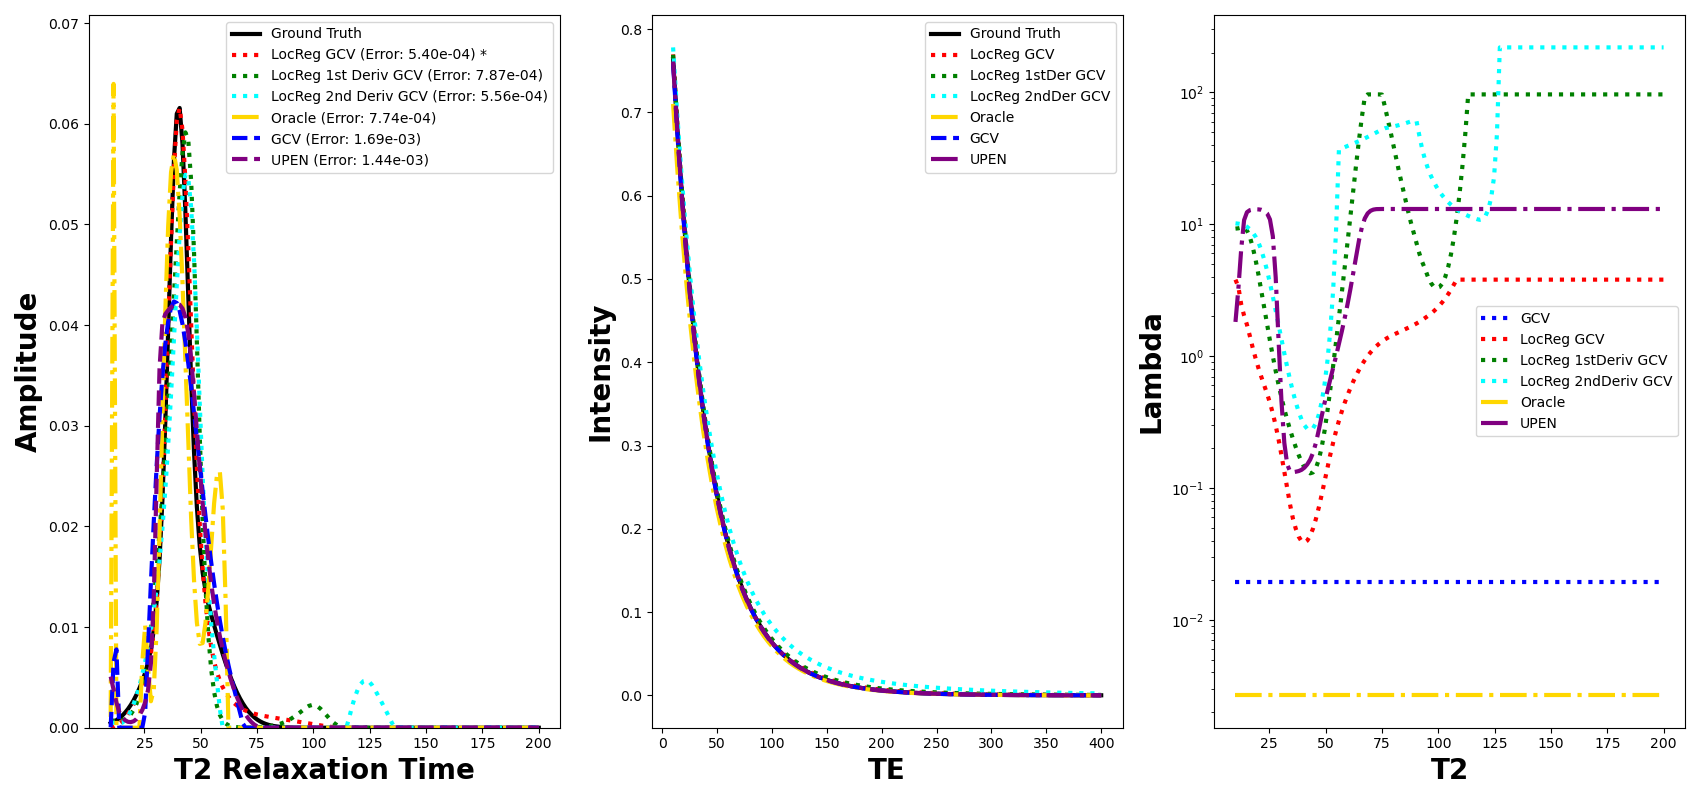 0.07
0.06
0.05
0.04
0.03
0.02
0.01
0.00
Amplitude
25 50 75 100 125 150 175 200
T2 Relaxation Time
Ground Truth
LocReg GCV (Error: 5.40e-04) *
LocReg 1st Deriv GCV (Error: 7.87e-04)
LocReg 2nd Deriv GCV (Error: 5.56e-04)
Oracle (Error: 7.74e-04)
GCV (Error: 1.69e-03)
UPEN (Error: 1.44e-03)
0.8
0.7
0.6
0.5
0.4
0.3
0.2
0.1
0.0
Intensity
0 50 100 150 200 250 300 350 400
TE
Ground Truth
LocReg GCV
LocReg 1stDer GCV
LocReg 2ndDer GCV
Oracle
GCV
UPEN
10²
10¹
10⁰
10⁻¹
10⁻²
Lambda
25 50 75 100 125 150 175 200
T2
GCV
LocReg GCV
LocReg 1stDeriv GCV
LocReg 2ndDeriv GCV
Oracle
UPEN